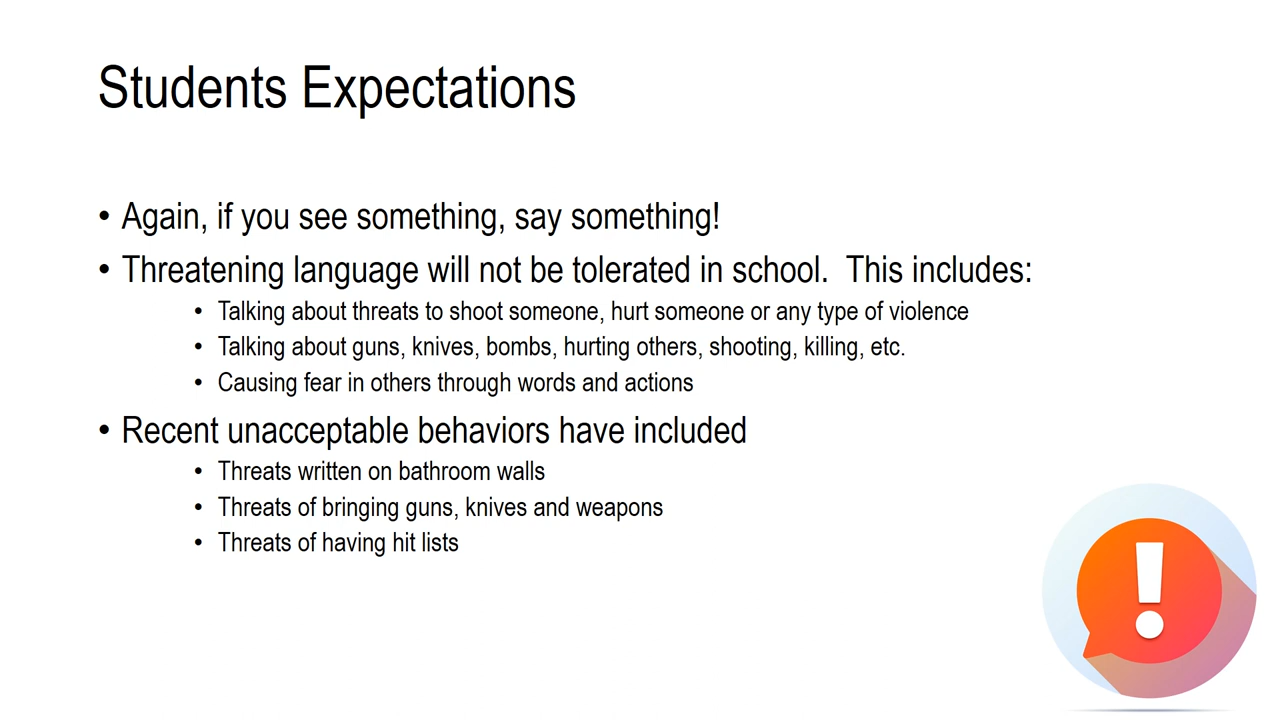 Students Expectations
• Again, if you see something, say something!
• Threatening language will not be tolerated in school.  This includes:
• Talking about threats to shoot someone, hurt someone or any type of violence
• Talking about guns, knives, bombs, hurting others, shooting, killing, etc.
• Causing fear in others through words and actions
• Recent unacceptable behaviors have included
• Threats written on bathroom walls
• Threats of bringing guns, knives and weapons
• Threats of having hit lists